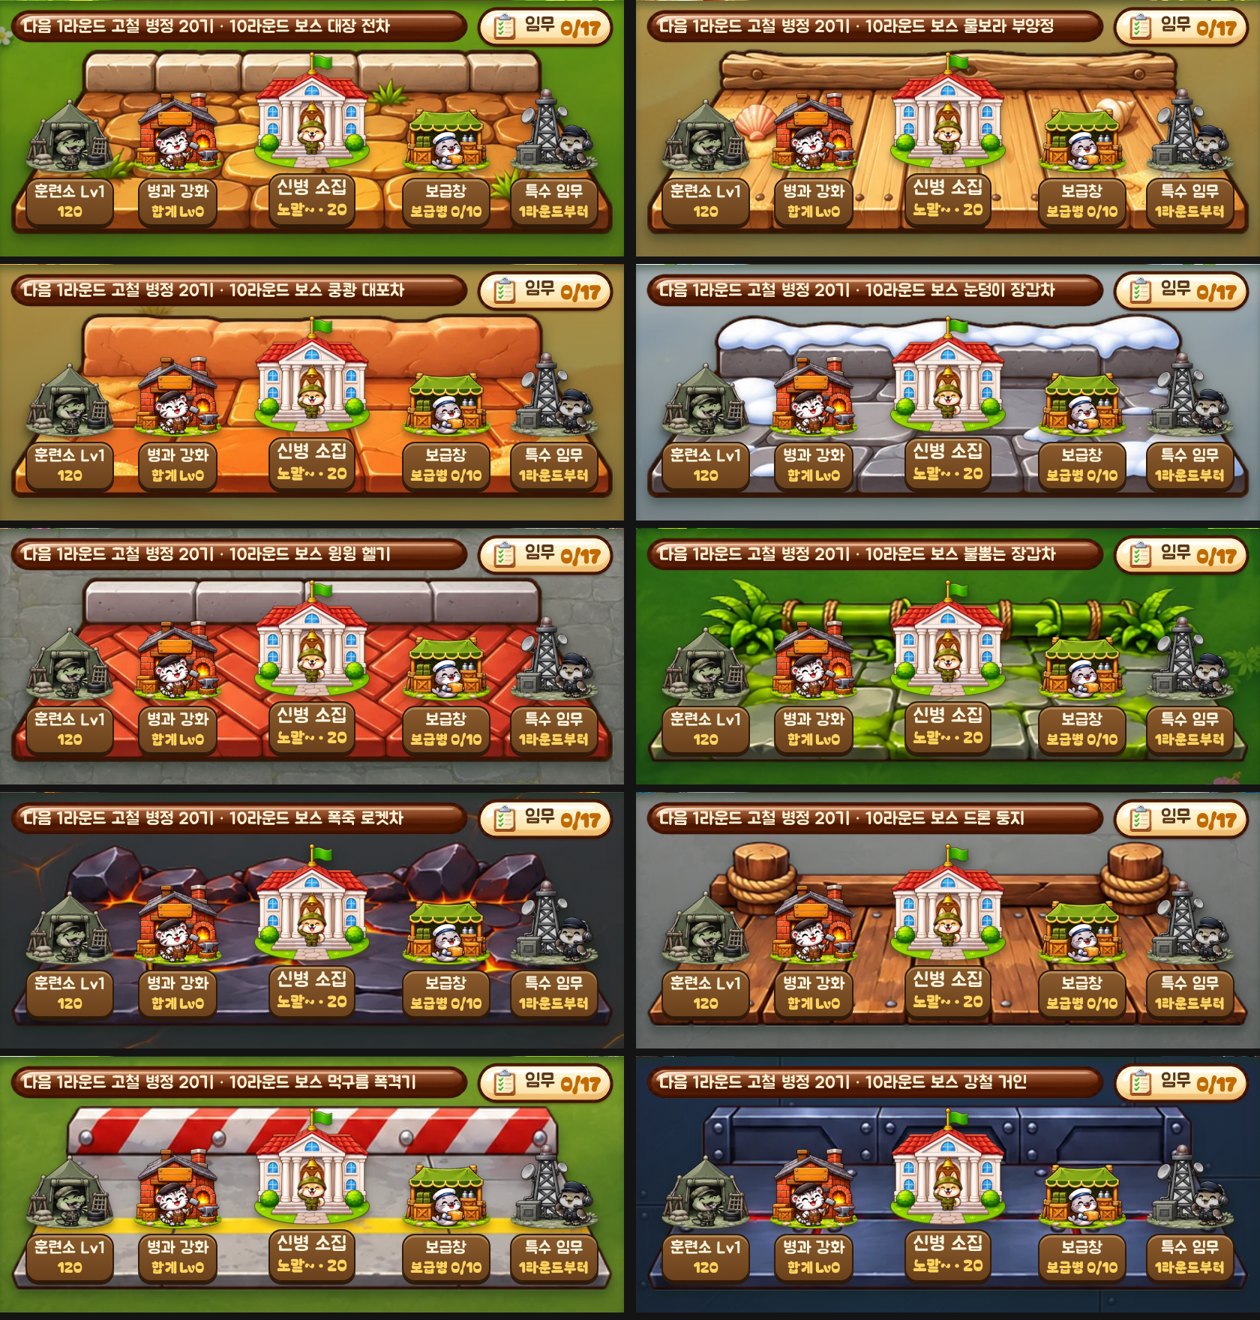 다음 1라운드 고철 병정 20기 · 10라운드 보스 대장 전차
임무 0/17
훈련소 Lv1
120
병과 강화
합계 Lv0
신병 소집
노말~ · 20
보급창
보급병 0/10
특수 임무
1라운드부터
다음 1라운드 고철 병정 20기 · 10라운드 보스 물보라 부양정
임무 0/17
훈련소 Lv1
120
병과 강화
합계 Lv0
신병 소집
노말~ · 20
보급창
보급병 0/10
특수 임무
1라운드부터
다음 1라운드 고철 병정 20기 · 10라운드 보스 쿵쾅 대포차
임무 0/17
훈련소 Lv1
120
병과 강화
합계 Lv0
신병 소집
노말~ · 20
보급창
보급병 0/10
특수 임무
1라운드부터
다음 1라운드 고철 병정 20기 · 10라운드 보스 눈덩이 장갑차
임무 0/17
훈련소 Lv1
120
병과 강화
합계 Lv0
신병 소집
노말~ · 20
보급창
보급병 0/10
특수 임무
1라운드부터
다음 1라운드 고철 병정 20기 · 10라운드 보스 윙윙 헬기
임무 0/17
훈련소 Lv1
120
병과 강화
합계 Lv0
신병 소집
노말~ · 20
보급창
보급병 0/10
특수 임무
1라운드부터
다음 1라운드 고철 병정 20기 · 10라운드 보스 불뿜는 장갑차
임무 0/17
훈련소 Lv1
120
병과 강화
합계 Lv0
신병 소집
노말~ · 20
보급창
보급병 0/10
특수 임무
1라운드부터
다음 1라운드 고철 병정 20기 · 10라운드 보스 폭죽 로켓차
임무 0/17
훈련소 Lv1
120
병과 강화
합계 Lv0
신병 소집
노말~ · 20
보급창
보급병 0/10
특수 임무
1라운드부터
다음 1라운드 고철 병정 20기 · 10라운드 보스 드론 둥지
임무 0/17
훈련소 Lv1
120
병과 강화
합계 Lv0
신병 소집
노말~ · 20
보급창
보급병 0/10
특수 임무
1라운드부터
다음 1라운드 고철 병정 20기 · 10라운드 보스 먹구름 폭격기
임무 0/17
훈련소 Lv1
120
병과 강화
합계 Lv0
신병 소집
노말~ · 20
보급창
보급병 0/10
특수 임무
1라운드부터
다음 1라운드 고철 병정 20기 · 10라운드 보스 강철 거인
임무 0/17
훈련소 Lv1
120
병과 강화
합계 Lv0
신병 소집
노말~ · 20
보급창
보급병 0/10
특수 임무
1라운드부터